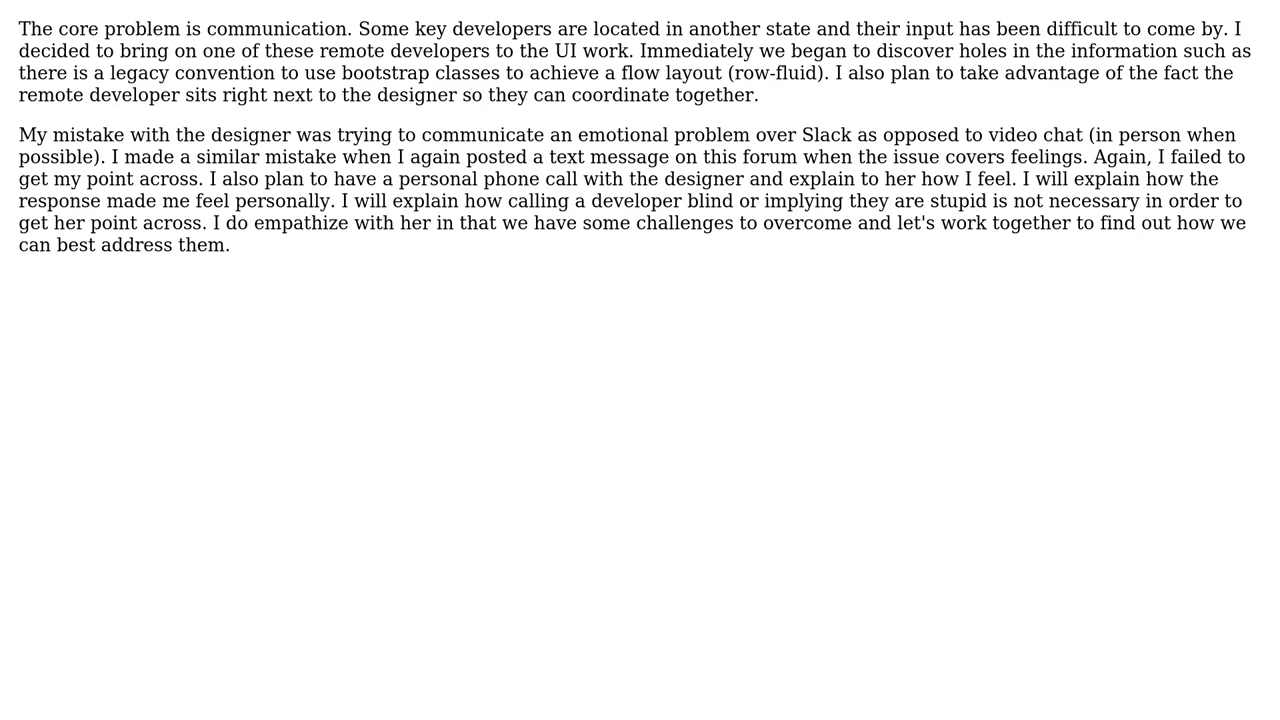 The core problem is communication. Some key developers are located in another state and their input has been difficult to come by. I
decided to bring on one of these remote developers to the UI work. Immediately we began to discover holes in the information such as
there is a legacy convention to use bootstrap classes to achieve a flow layout (row-fluid). I also plan to take advantage of the fact the
remote developer sits right next to the designer so they can coordinate together.
My mistake with the designer was trying to communicate an emotional problem over Slack as opposed to video chat (in person when
possible). I made a similar mistake when I again posted a text message on this forum when the issue covers feelings. Again, I failed to
get my point across. I also plan to have a personal phone call with the designer and explain to her how I feel. I will explain how the
response made me feel personally. I will explain how calling a developer blind or implying they are stupid is not necessary in order to
get her point across. I do empathize with her in that we have some challenges to overcome and let's work together to find out how we
can best address them.